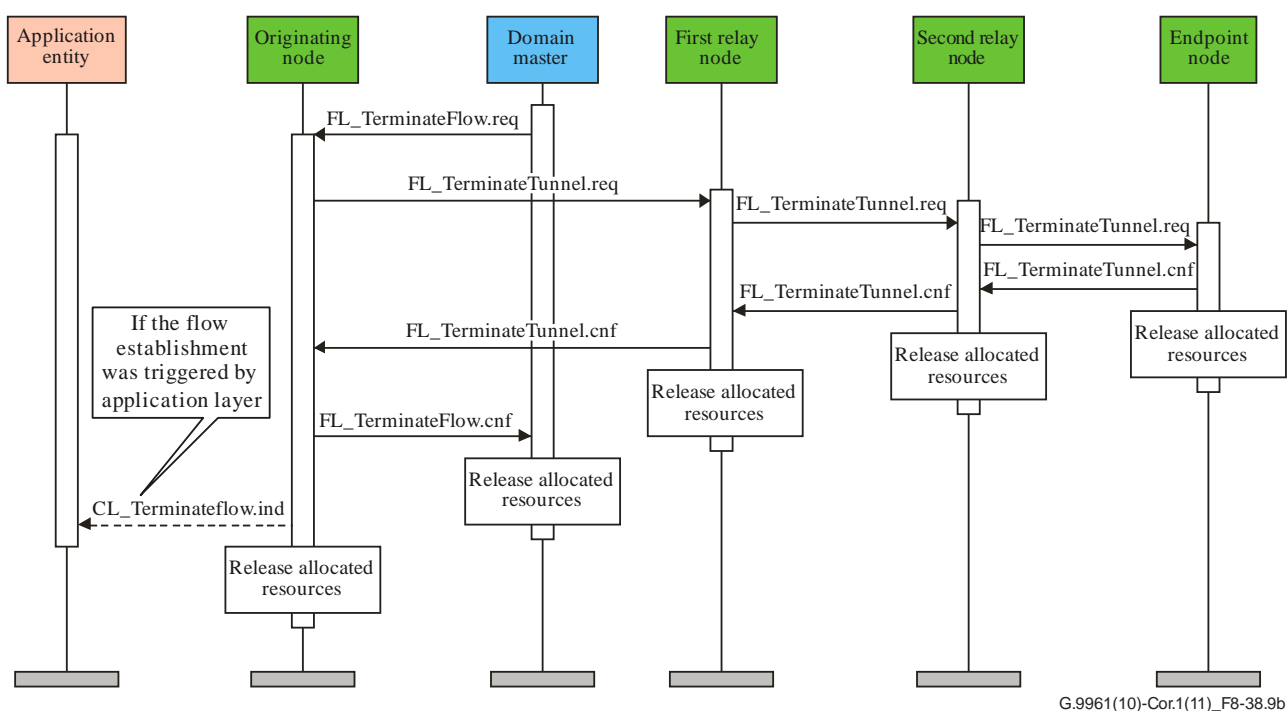 Application
entity
Originating
node
Domain
master
First relay
node
Second relay
node
Endpoint
node
FL_TerminateFlow.req
FL_TerminateTunnel.req
FL_TerminateTunnel.req
FL_TerminateTunnel.req
FL_TerminateTunnel.cnf
FL_TerminateTunnel.cnf
FL_TerminateTunnel.cnf
If the flow
establishment
was triggered by
application layer
Release allocated
resources
Release allocated
resources
Release allocated
resources
FL_TerminateFlow.cnf
Release allocated
resources
CL_Terminateflow.ind
Release allocated
resources
G.9961(10)-Cor.1(11)_F8-38.9b